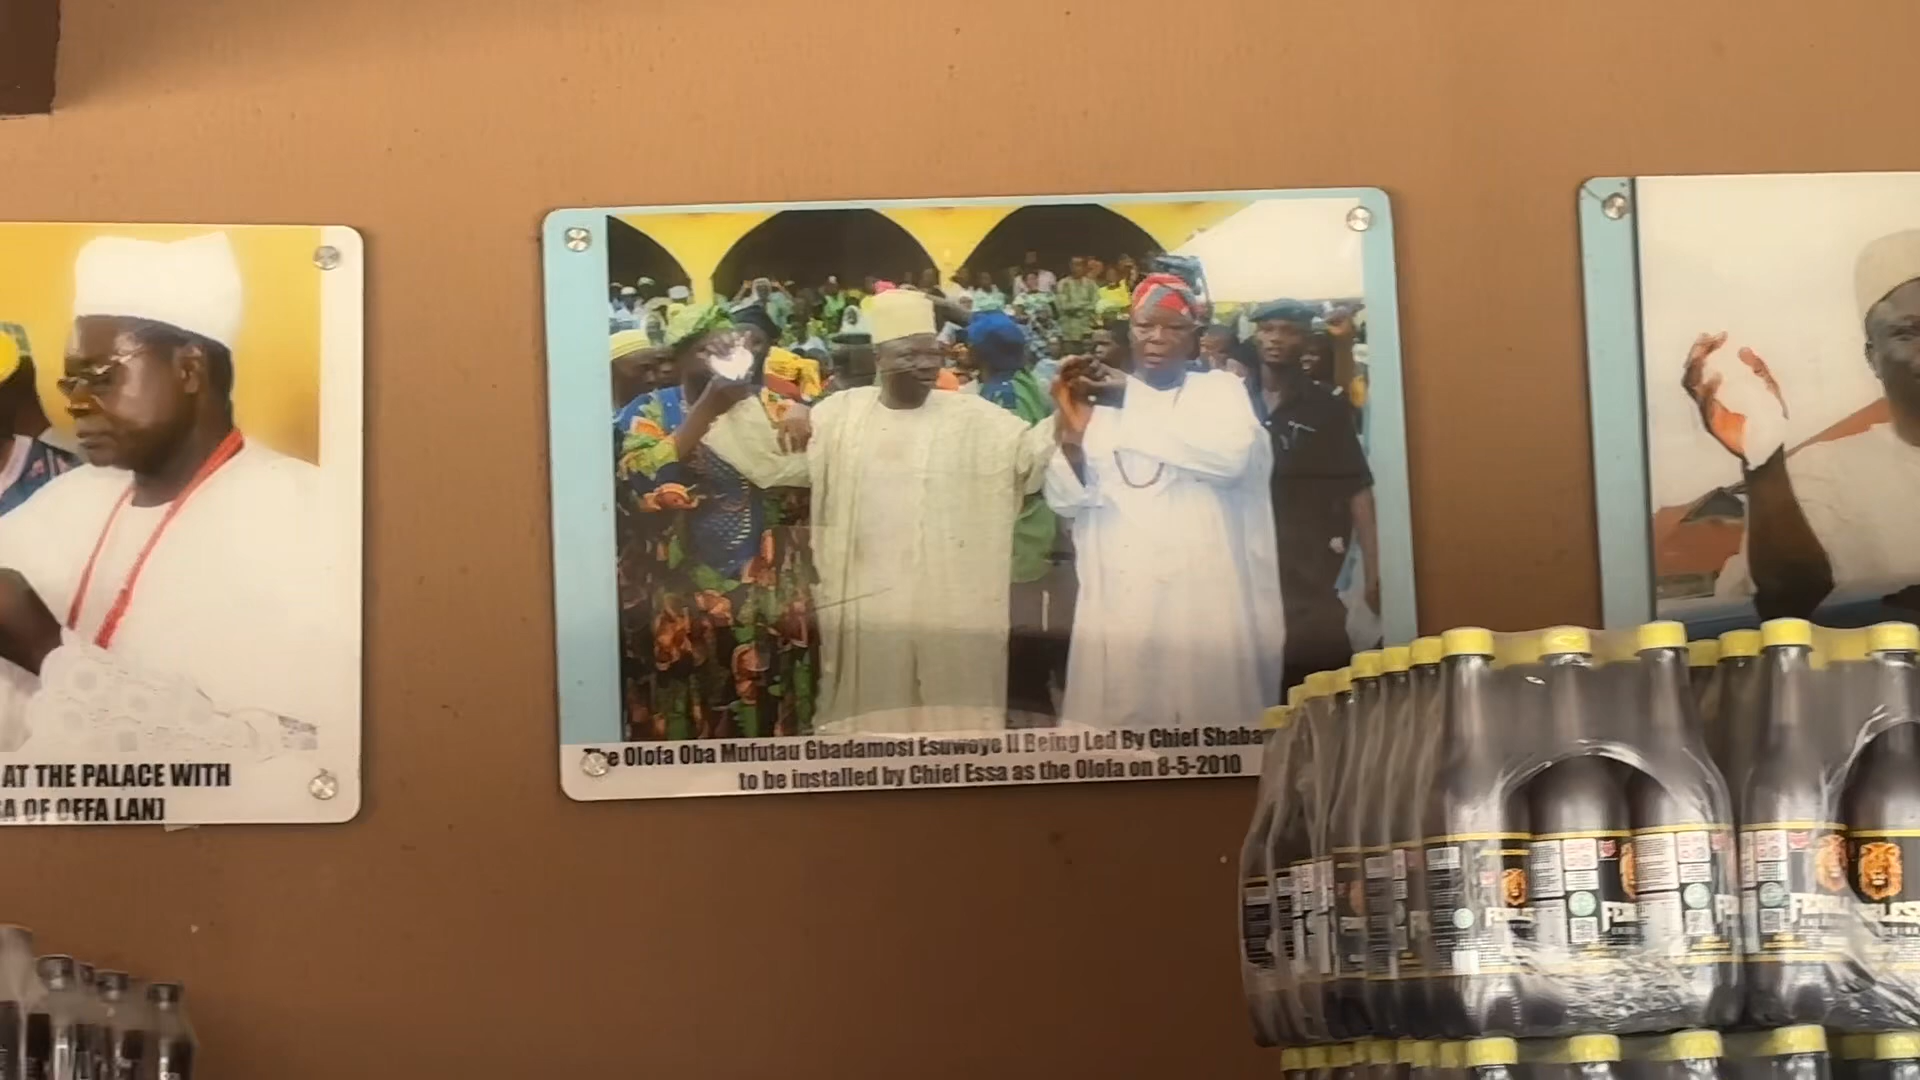 AT THE PALACE WITH
OF OFFA LAN]
The Olofa Oba Mufutau Gbadamosi Esuwoye II Being Led By Chief Shaba
to be installed by Chief Essa as the Olofa on 8-5-2010